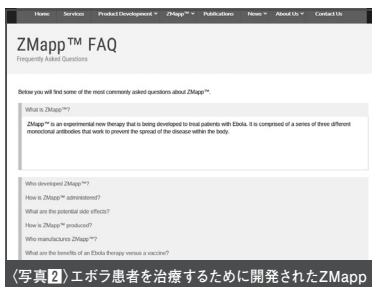 Home Services Product Development ZMapp™ Publications News About Us Contact Us
ZMapp™ FAQ
Frequently Asked Questions
Below you will find some of the most commonly asked questions about ZMapp™.
What is ZMapp™?
ZMapp™ is an experimental new therapy that is being developed to treat patients with Ebola. It is comprised of a series of three different
monoclonal antibodies that work to prevent the spread of the disease within the body.
Who developed ZMapp™?
How is ZMapp™ administered?
What are the potential side effects?
How is ZMapp™ produced?
Who manufactures ZMapp™?
What are the benefits of an Ebola therapy versus a vaccine?
〈写真2〉エボラ患者を治療するために開発されたZMapp